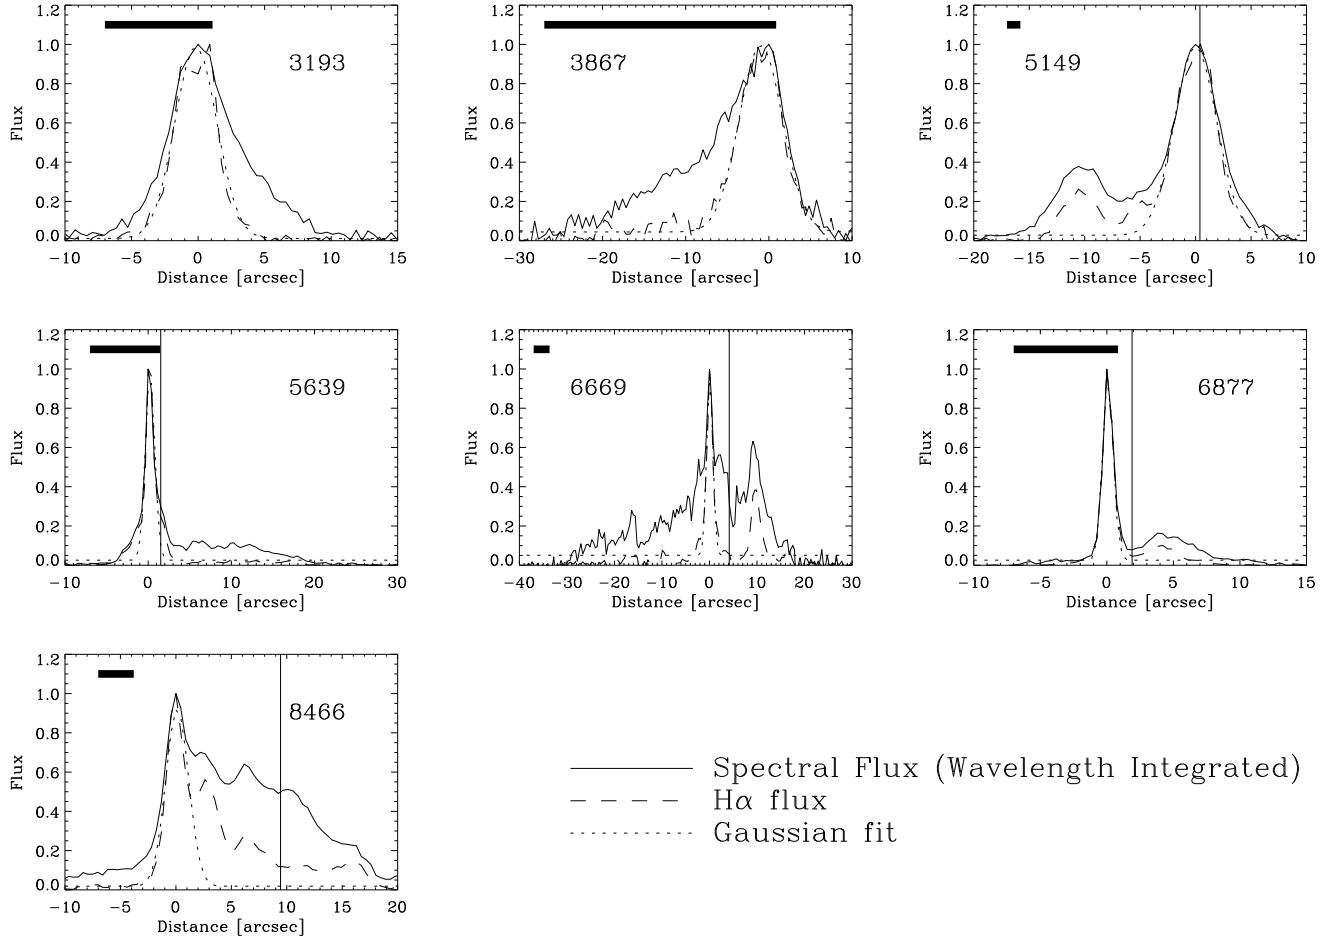 1.2
1.0
0.8
0.6
0.4
0.2
0.0
Flux
3193
-10 -5 0 5 10 15
Distance [arcsec]
1.2
1.0
0.8
0.6
0.4
0.2
0.0
Flux
3867
-30 -20 -10 0 10
Distance [arcsec]
1.2
1.0
0.8
0.6
0.4
0.2
0.0
Flux
5149
-20 -15 -10 -5 0 5 10
Distance [arcsec]
1.2
1.0
0.8
0.6
0.4
0.2
0.0
Flux
5639
-10 0 10 20 30
Distance [arcsec]
1.2
1.0
0.8
0.6
0.4
0.2
0.0
Flux
6669
-40 -30 -20 -10 0 10 20 30
Distance [arcsec]
1.2
1.0
0.8
0.6
0.4
0.2
0.0
Flux
6877
-10 -5 0 5 10 15
Distance [arcsec]
1.2
1.0
0.8
0.6
0.4
0.2
0.0
Flux
8466
-10 -5 0 5 10 15 20
Distance [arcsec]
Spectral Flux (Wavelength Integrated)
Hα flux
Gaussian fit